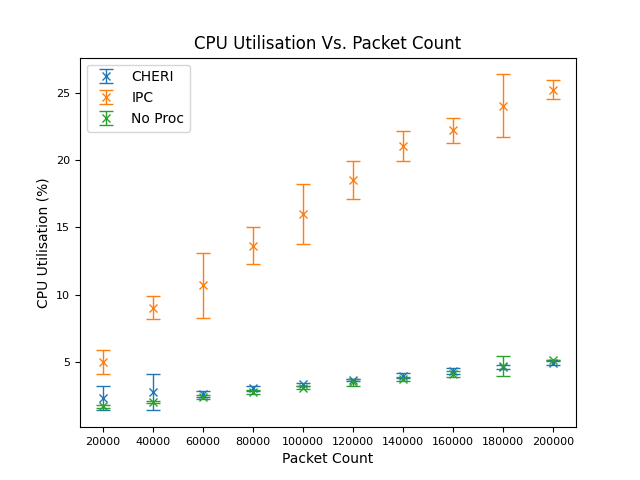 CPU Utilisation Vs. Packet Count
CHERI
IPC
No Proc
CPU Utilisation (%)
25
20
15
10
5
20000 40000 60000 80000 100000 120000 140000 160000 180000 200000
Packet Count